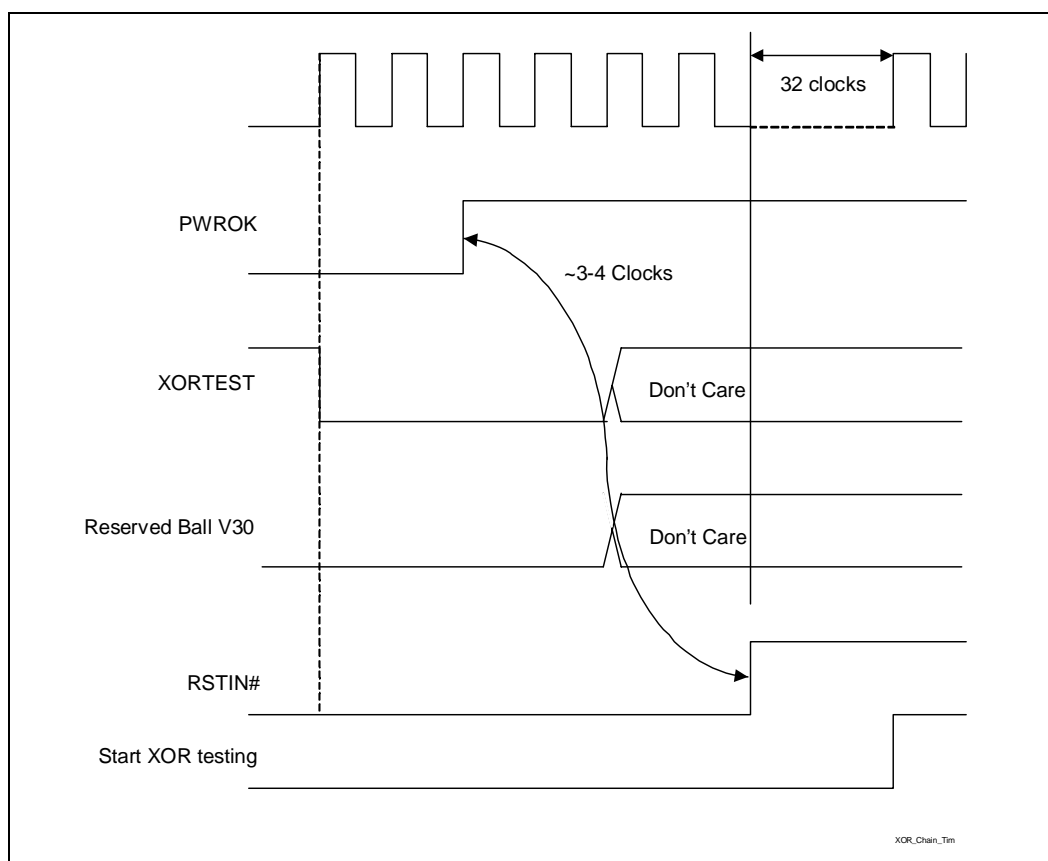 32 clocks
PWROK
~3-4 Clocks
XORTEST
Don't Care
Reserved Ball V30
Don't Care
RSTIN#
Start XOR testing
XOR_Chain_Tim